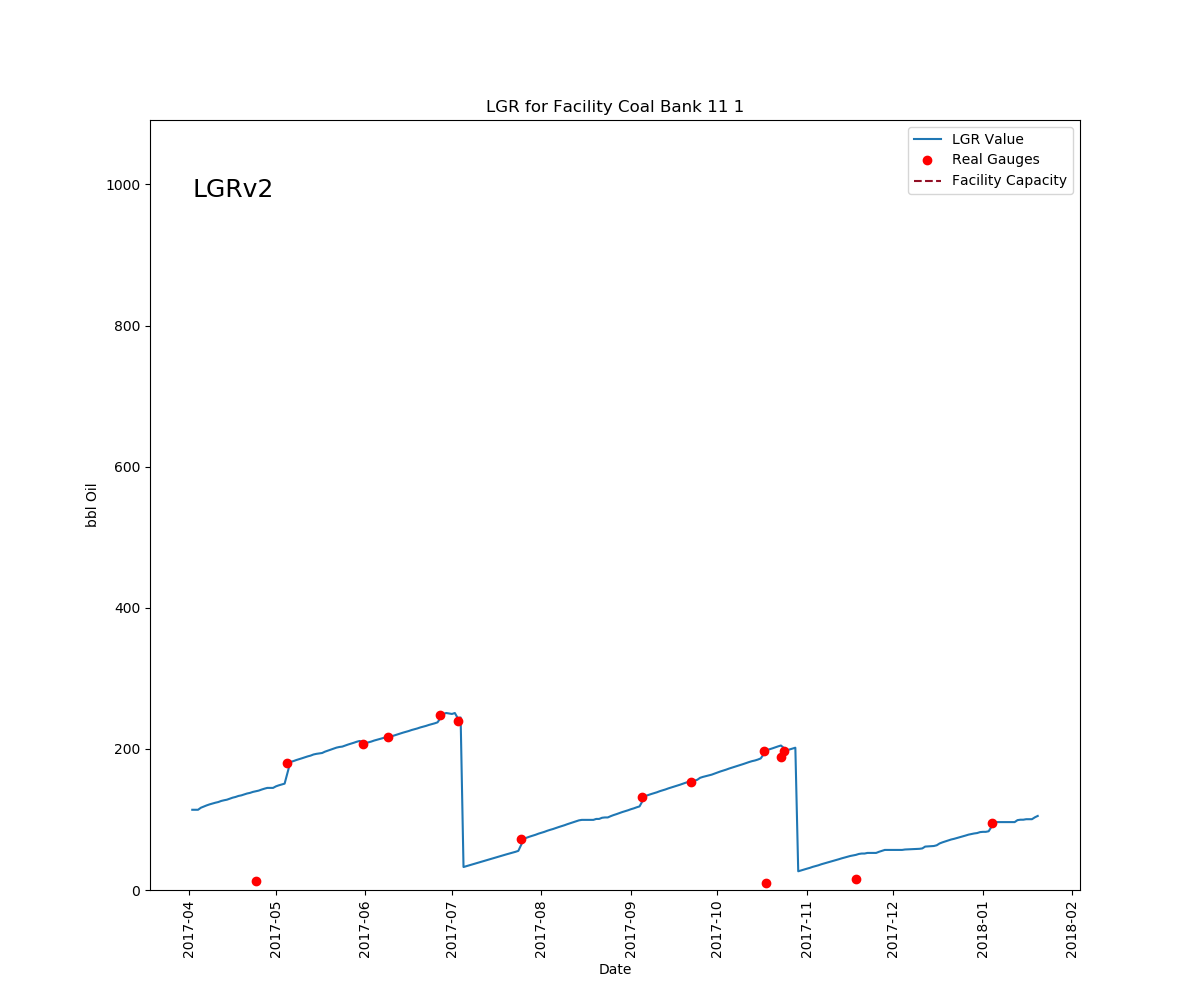 LGR for Facility Coal Bank 11 1
LGRv2
LGR Value
Real Gauges
Facility Capacity
1000
800
600
400
200
0
bbl Oil
2017-04
2017-05
2017-06
2017-07
2017-08
2017-09
2017-10
2017-11
2017-12
2018-01
2018-02
Date